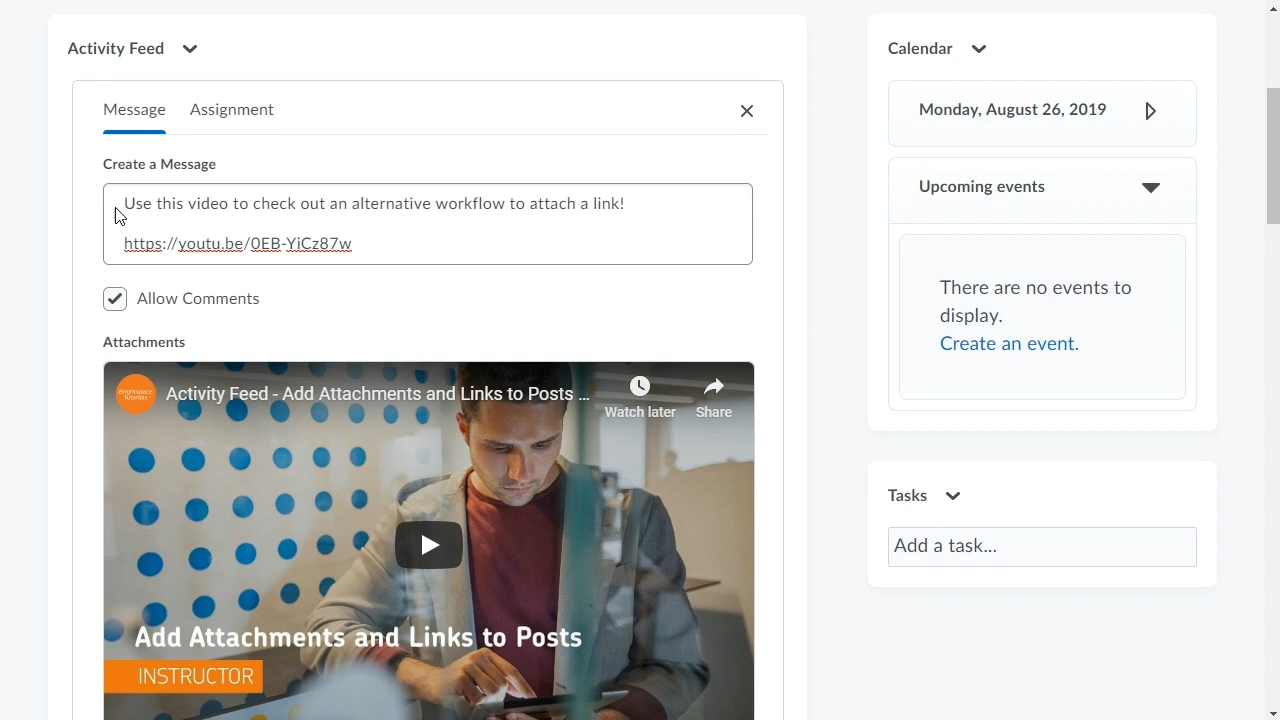 Activity Feed
Message Assignment
Create a Message
Use this video to check out an alternative workflow to attach a link!
https://youtu.be/0EB-YiCz87w
Allow Comments
Attachments
Brightspace
Tutorials
Activity Feed - Add Attachments and Links to Posts ...
Watch later
Share
Add Attachments and Links to Posts
INSTRUCTOR
Calendar
Monday, August 26, 2019
Upcoming events
There are no events to
display.
Create an event.
Tasks
Add a task...